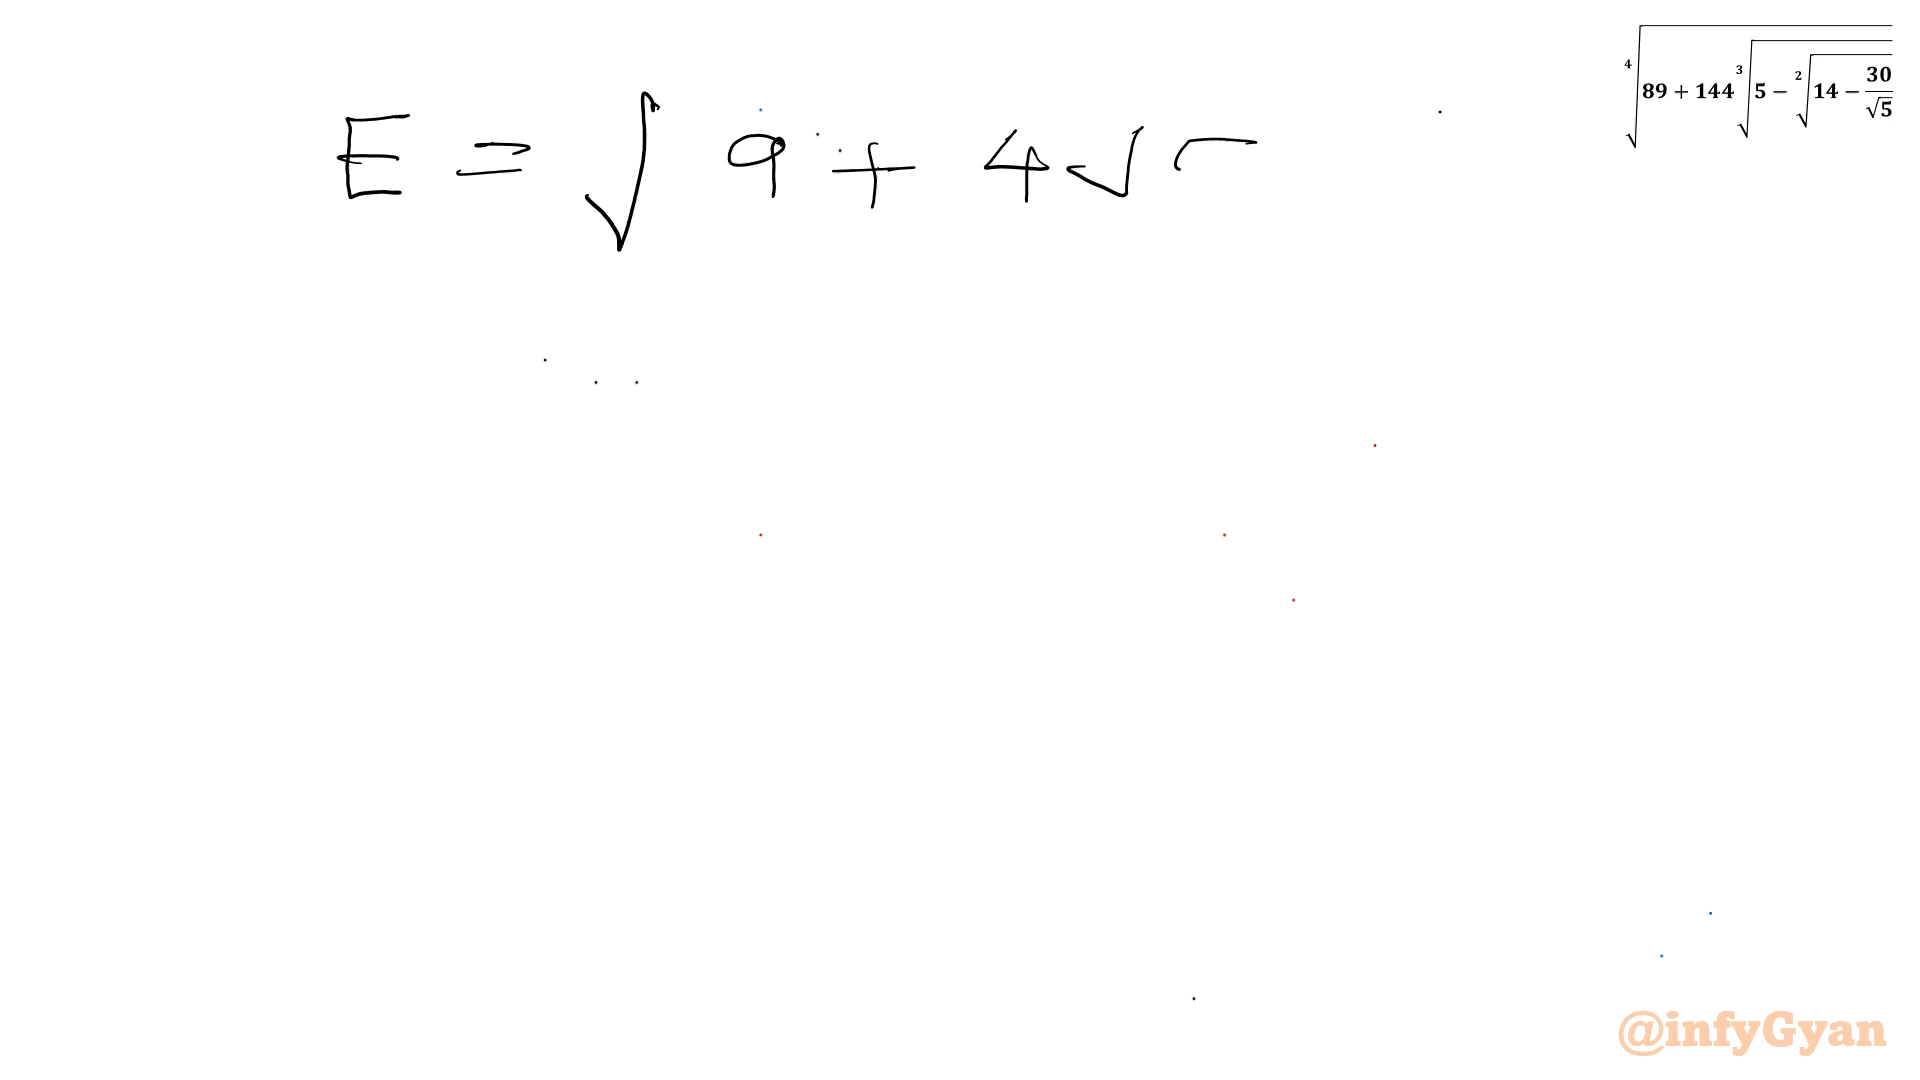 E = √ 9 + 4√
⁴√(89 + 144 ³√(5 − ²√(14 − 30/√5)))
@infyGyan